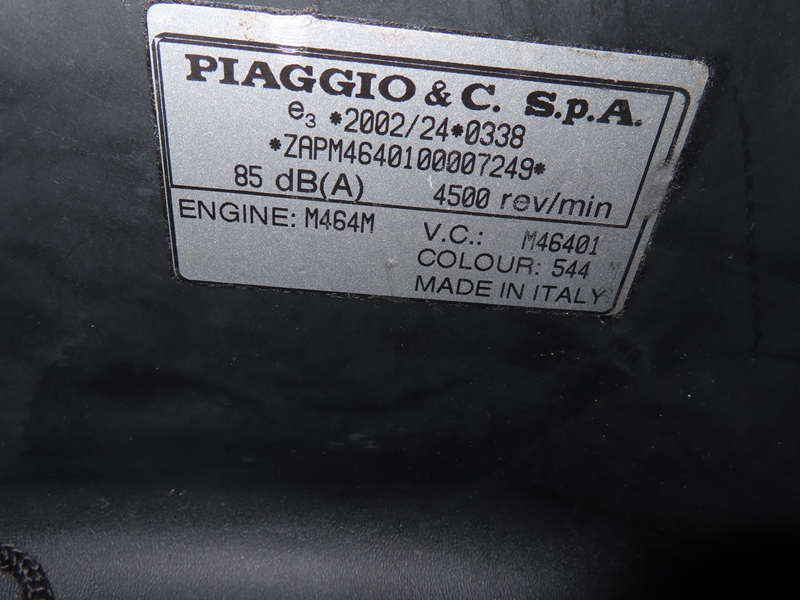 PIAGGIO & C. S.p.A.
e3 *2002/24*0338
*ZAPM4640100007249*
85 dB(A) 4500 rev/min
ENGINE: M464M
V.C.: M46401
COLOUR: 544
MADE IN ITALY